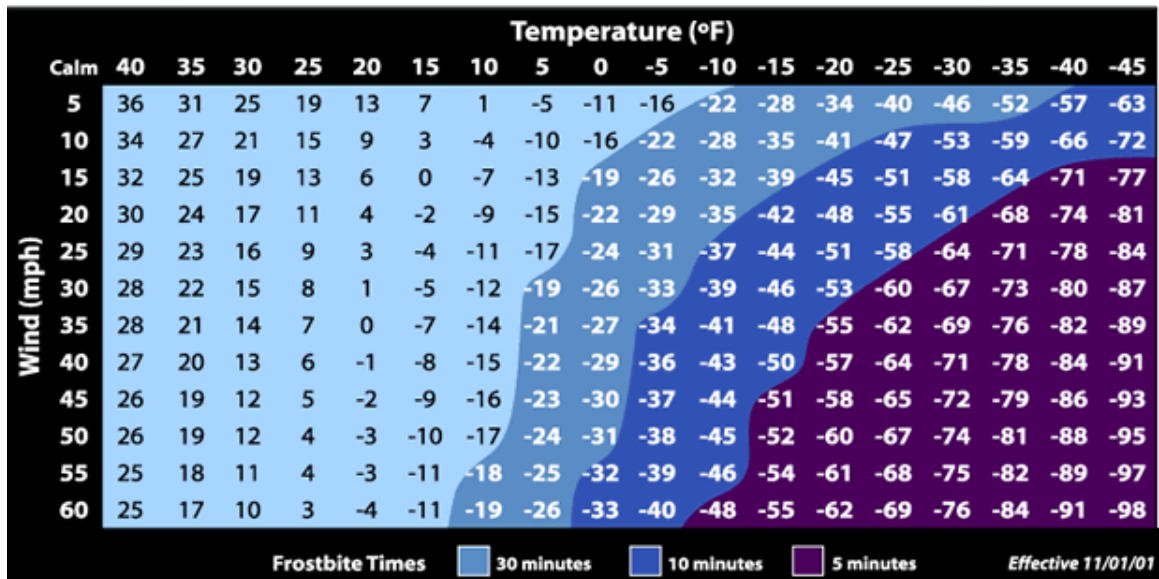 Temperature (ºF)
Calm 40 35 30 25 20 15 10 5 0 -5 -10 -15 -20 -25 -30 -35 -40 -45
5 36 31 25 19 13 7 1 -5 -11 -16 -22 -28 -34 -40 -46 -52 -57 -63
10 34 27 21 15 9 3 -4 -10 -16 -22 -28 -35 -41 -47 -53 -59 -66 -72
15 32 25 19 13 6 0 -7 -13 -19 -26 -32 -39 -45 -51 -58 -64 -71 -77
20 30 24 17 11 4 -2 -9 -15 -22 -29 -35 -42 -48 -55 -61 -68 -74 -81
25 29 23 16 9 3 -4 -11 -17 -24 -31 -37 -44 -51 -58 -64 -71 -78 -84
30 28 22 15 8 1 -5 -12 -19 -26 -33 -39 -46 -53 -60 -67 -73 -80 -87
35 28 21 14 7 0 -7 -14 -21 -27 -34 -41 -48 -55 -62 -69 -76 -82 -89
40 27 20 13 6 -1 -8 -15 -22 -29 -36 -43 -50 -57 -64 -71 -78 -84 -91
45 26 19 12 5 -2 -9 -16 -23 -30 -37 -44 -51 -58 -65 -72 -79 -86 -93
50 26 19 12 4 -3 -10 -17 -24 -31 -38 -45 -52 -60 -67 -74 -81 -88 -95
55 25 18 11 4 -3 -11 -18 -25 -32 -39 -46 -54 -61 -68 -75 -82 -89 -97
60 25 17 10 3 -4 -11 -19 -26 -33 -40 -48 -55 -62 -69 -76 -84 -91 -98
Wind (mph)
Frostbite Times 30 minutes 10 minutes 5 minutes Effective 11/01/01